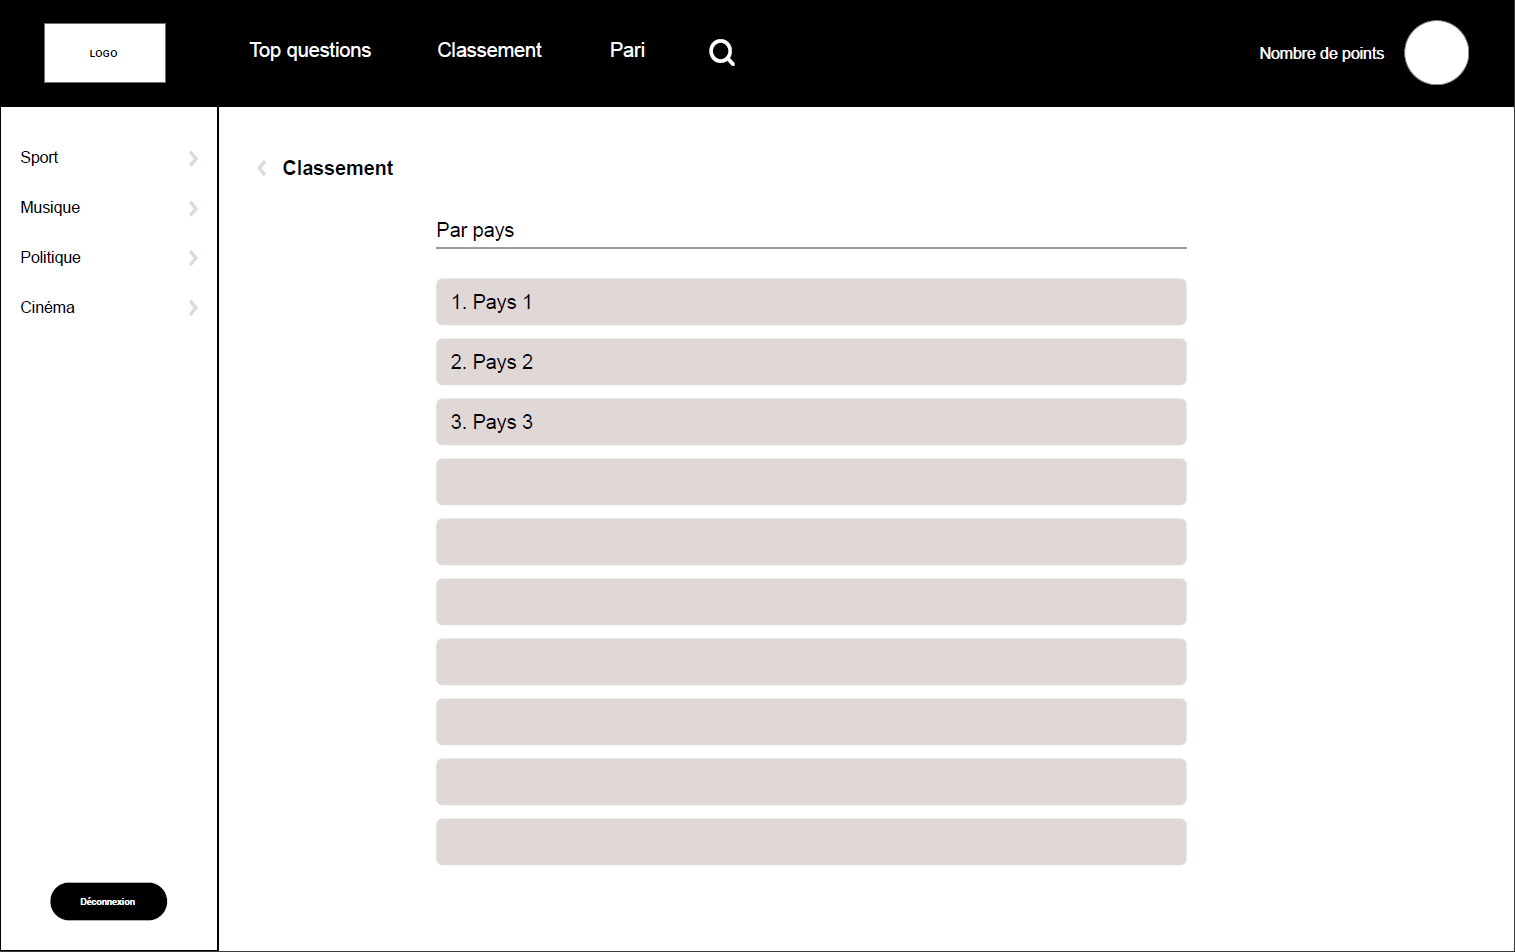 LOGO
Top questions
Classement
Pari
Nombre de points
Sport
Musique
Politique
Cinéma
Déconnexion
Classement
Par pays
1. Pays 1
2. Pays 2
3. Pays 3